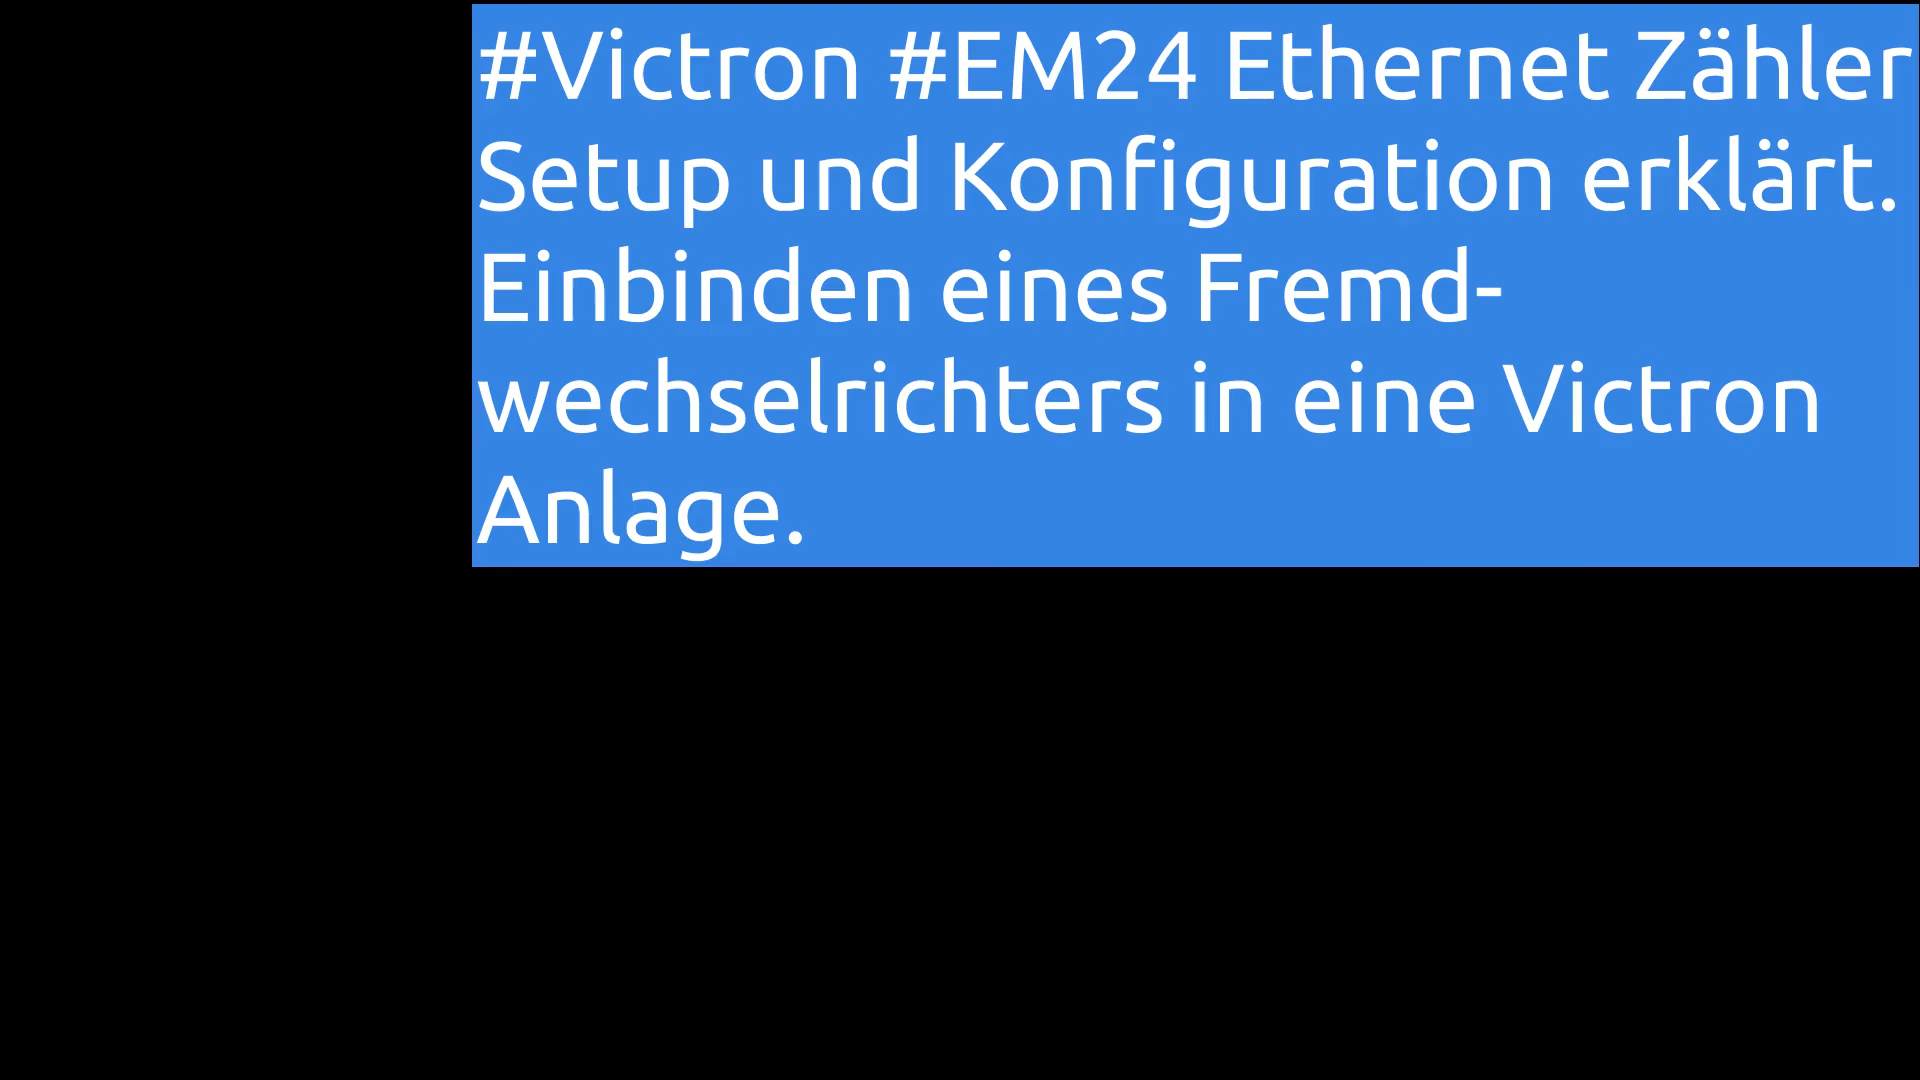 #Victron #EM24 Ethernet Zähler
Setup und Konfiguration erklärt.
Einbinden eines Fremd-
wechselrichters in eine Victron
Anlage.